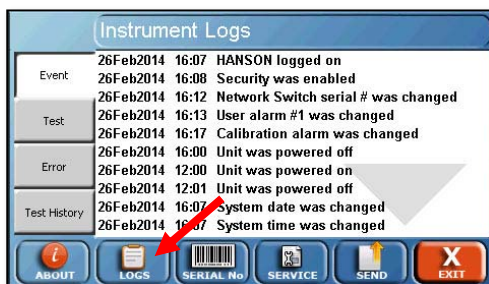 Instrument Logs
Event
Test
Error
Test History
26Feb2014 16:07 HANSON logged on
26Feb2014 16:08 Security was enabled
26Feb2014 16:12 Network Switch serial # was changed
26Feb2014 16:13 User alarm #1 was changed
26Feb2014 16:17 Calibration alarm was changed
26Feb2014 16:00 Unit was powered off
26Feb2014 12:00 Unit was powered on
26Feb2014 12:01 Unit was powered off
26Feb2014 16:07 System date was changed
26Feb2014 16:07 System time was changed
ABOUT
LOGS
SERIAL No
SERVICE
SEND
X
EXIT